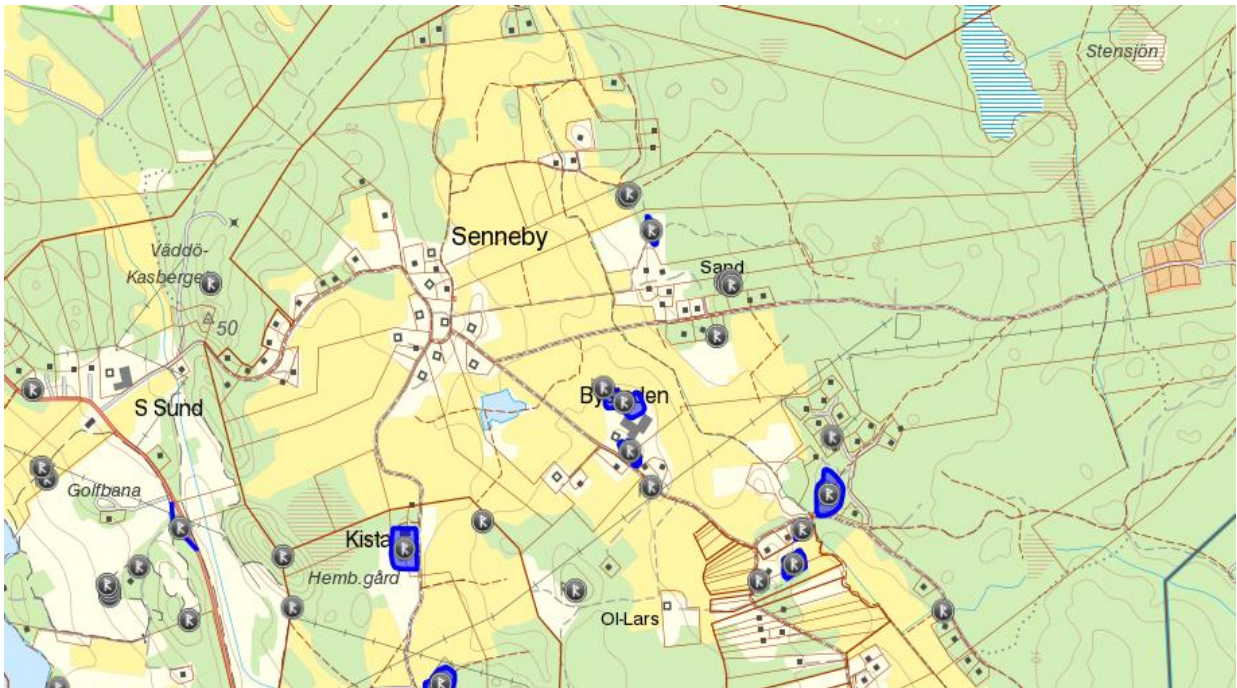 Stensjön
Senneby
Väddö-
Kasberget
Sand
50
S Sund
Golfbana
Kista
Hemb.gård
Ol-Lars